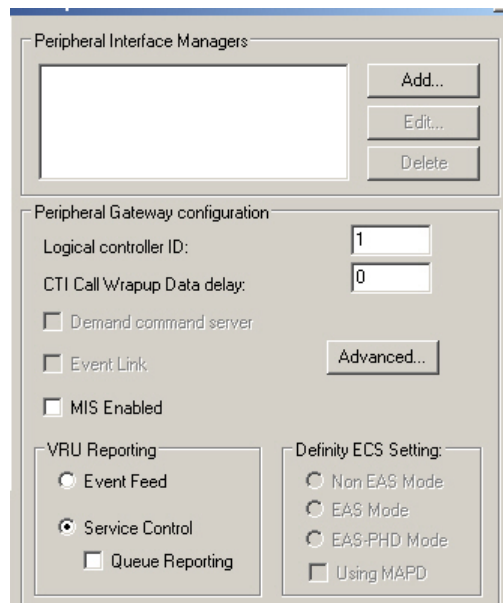 Peripheral Interface Managers
Add...
Edit...
Delete
Peripheral Gateway configuration
Logical controller ID:
1
CTI Call Wrapup Data delay:
0
Demand command server
Event Link
Advanced...
MIS Enabled
VRU Reporting
Event Feed
Service Control
Queue Reporting
Definity ECS Setting:
Non EAS Mode
EAS Mode
EAS-PHD Mode
Using MAPD